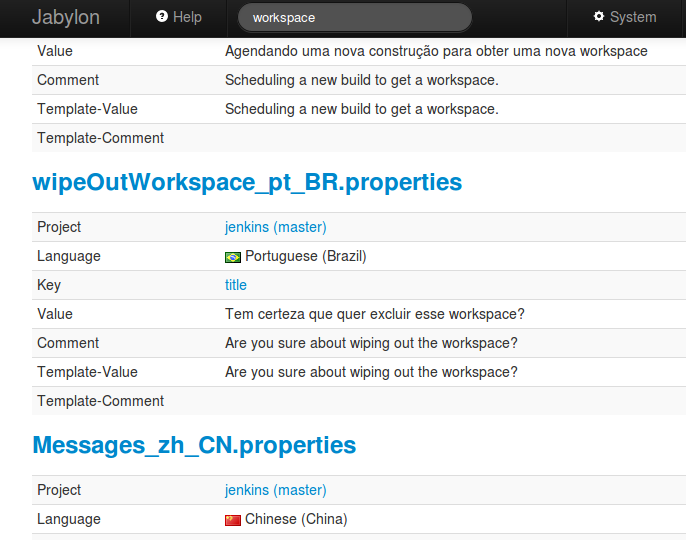 Jabylon Help workspace System
Value Agendando uma nova construção para obter uma nova workspace
Comment Scheduling a new build to get a workspace.
Template-Value Scheduling a new build to get a workspace.
Template-Comment
wipeOutWorkspace_pt_BR.properties
Project jenkins (master)
Language Portuguese (Brazil)
Key title
Value Tem certeza que quer excluir esse workspace?
Comment Are you sure about wiping out the workspace?
Template-Value Are you sure about wiping out the workspace?
Template-Comment
Messages_zh_CN.properties
Project jenkins (master)
Language Chinese (China)